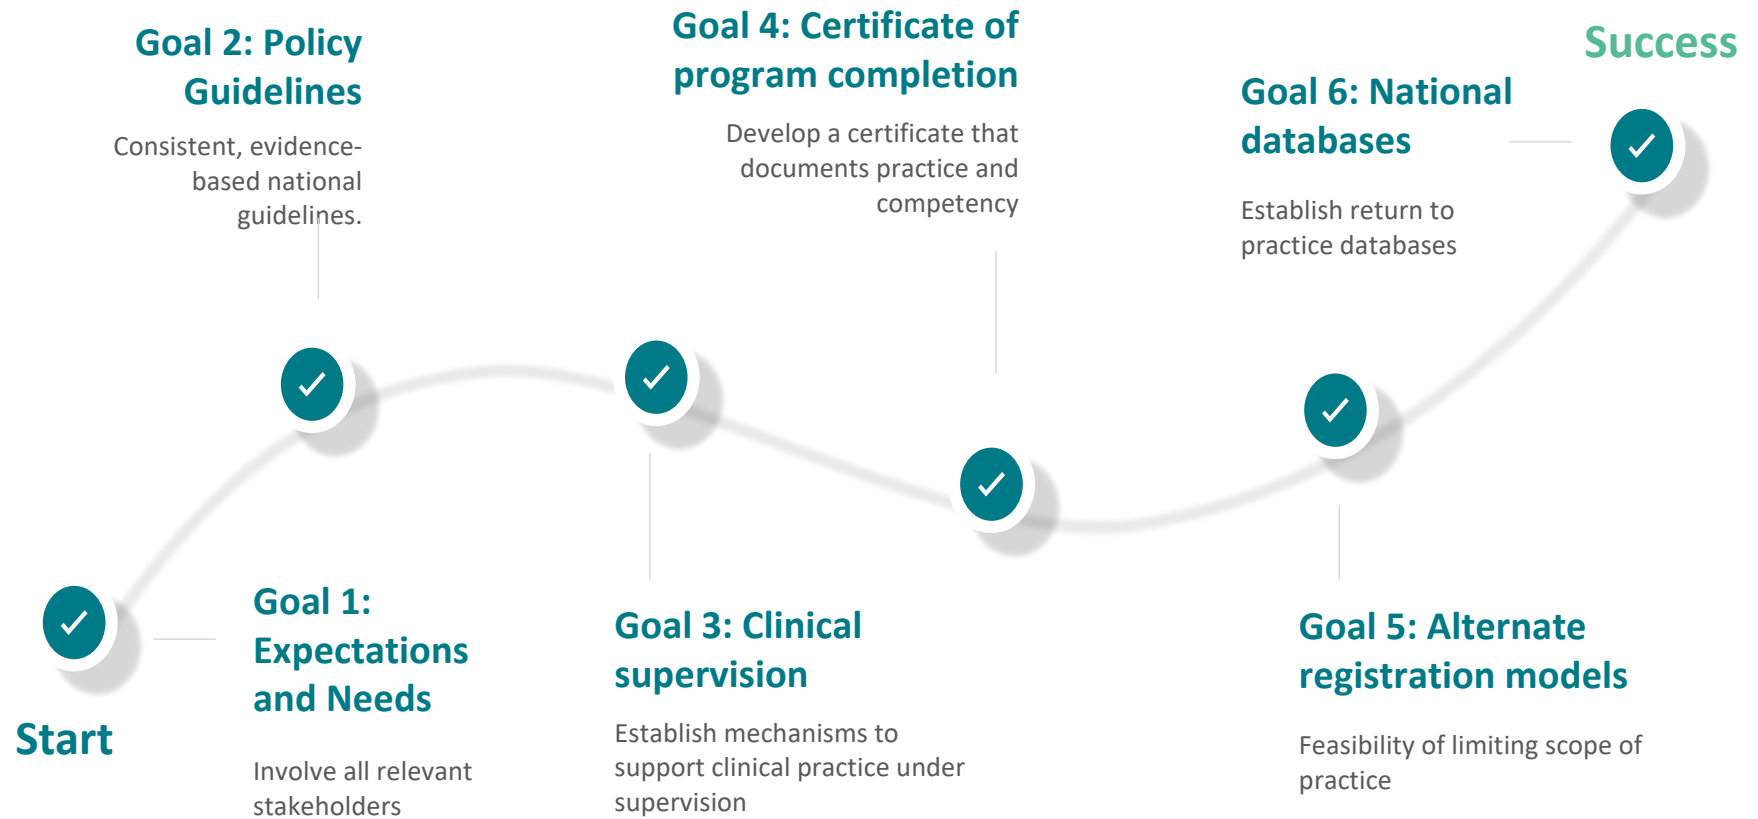 Start
Goal 1:
Expectations
and Needs
Involve all relevant
stakeholders
Goal 2: Policy
Guidelines
Consistent, evidence-
based national
guidelines.
Goal 3: Clinical
supervision
Establish mechanisms to
support clinical practice under
supervision
Goal 4: Certificate of
program completion
Develop a certificate that
documents practice and
competency
Goal 5: Alternate
registration models
Feasibility of limiting scope of
practice
Goal 6: National
databases
Establish return to
practice databases
Success